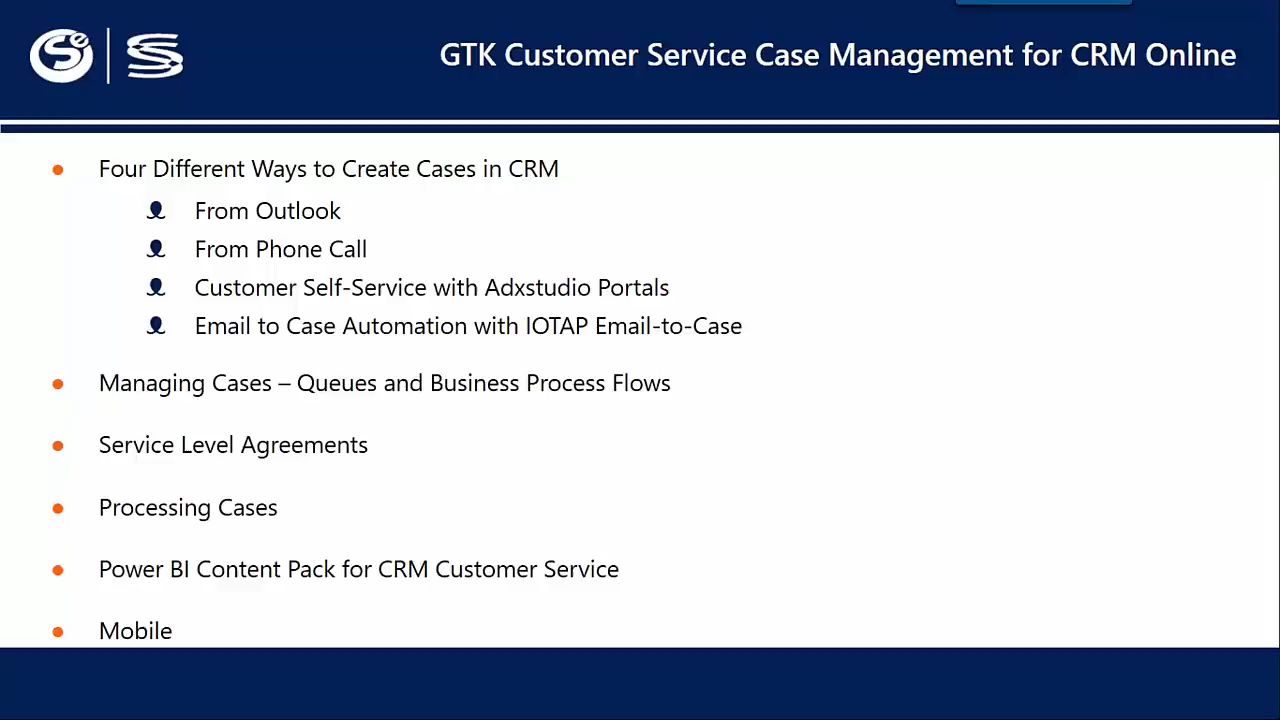 GTK Customer Service Case Management for CRM Online
Four Different Ways to Create Cases in CRM
From Outlook
From Phone Call
Customer Self-Service with Adxstudio Portals
Email to Case Automation with IOTAP Email-to-Case
Managing Cases – Queues and Business Process Flows
Service Level Agreements
Processing Cases
Power BI Content Pack for CRM Customer Service
Mobile